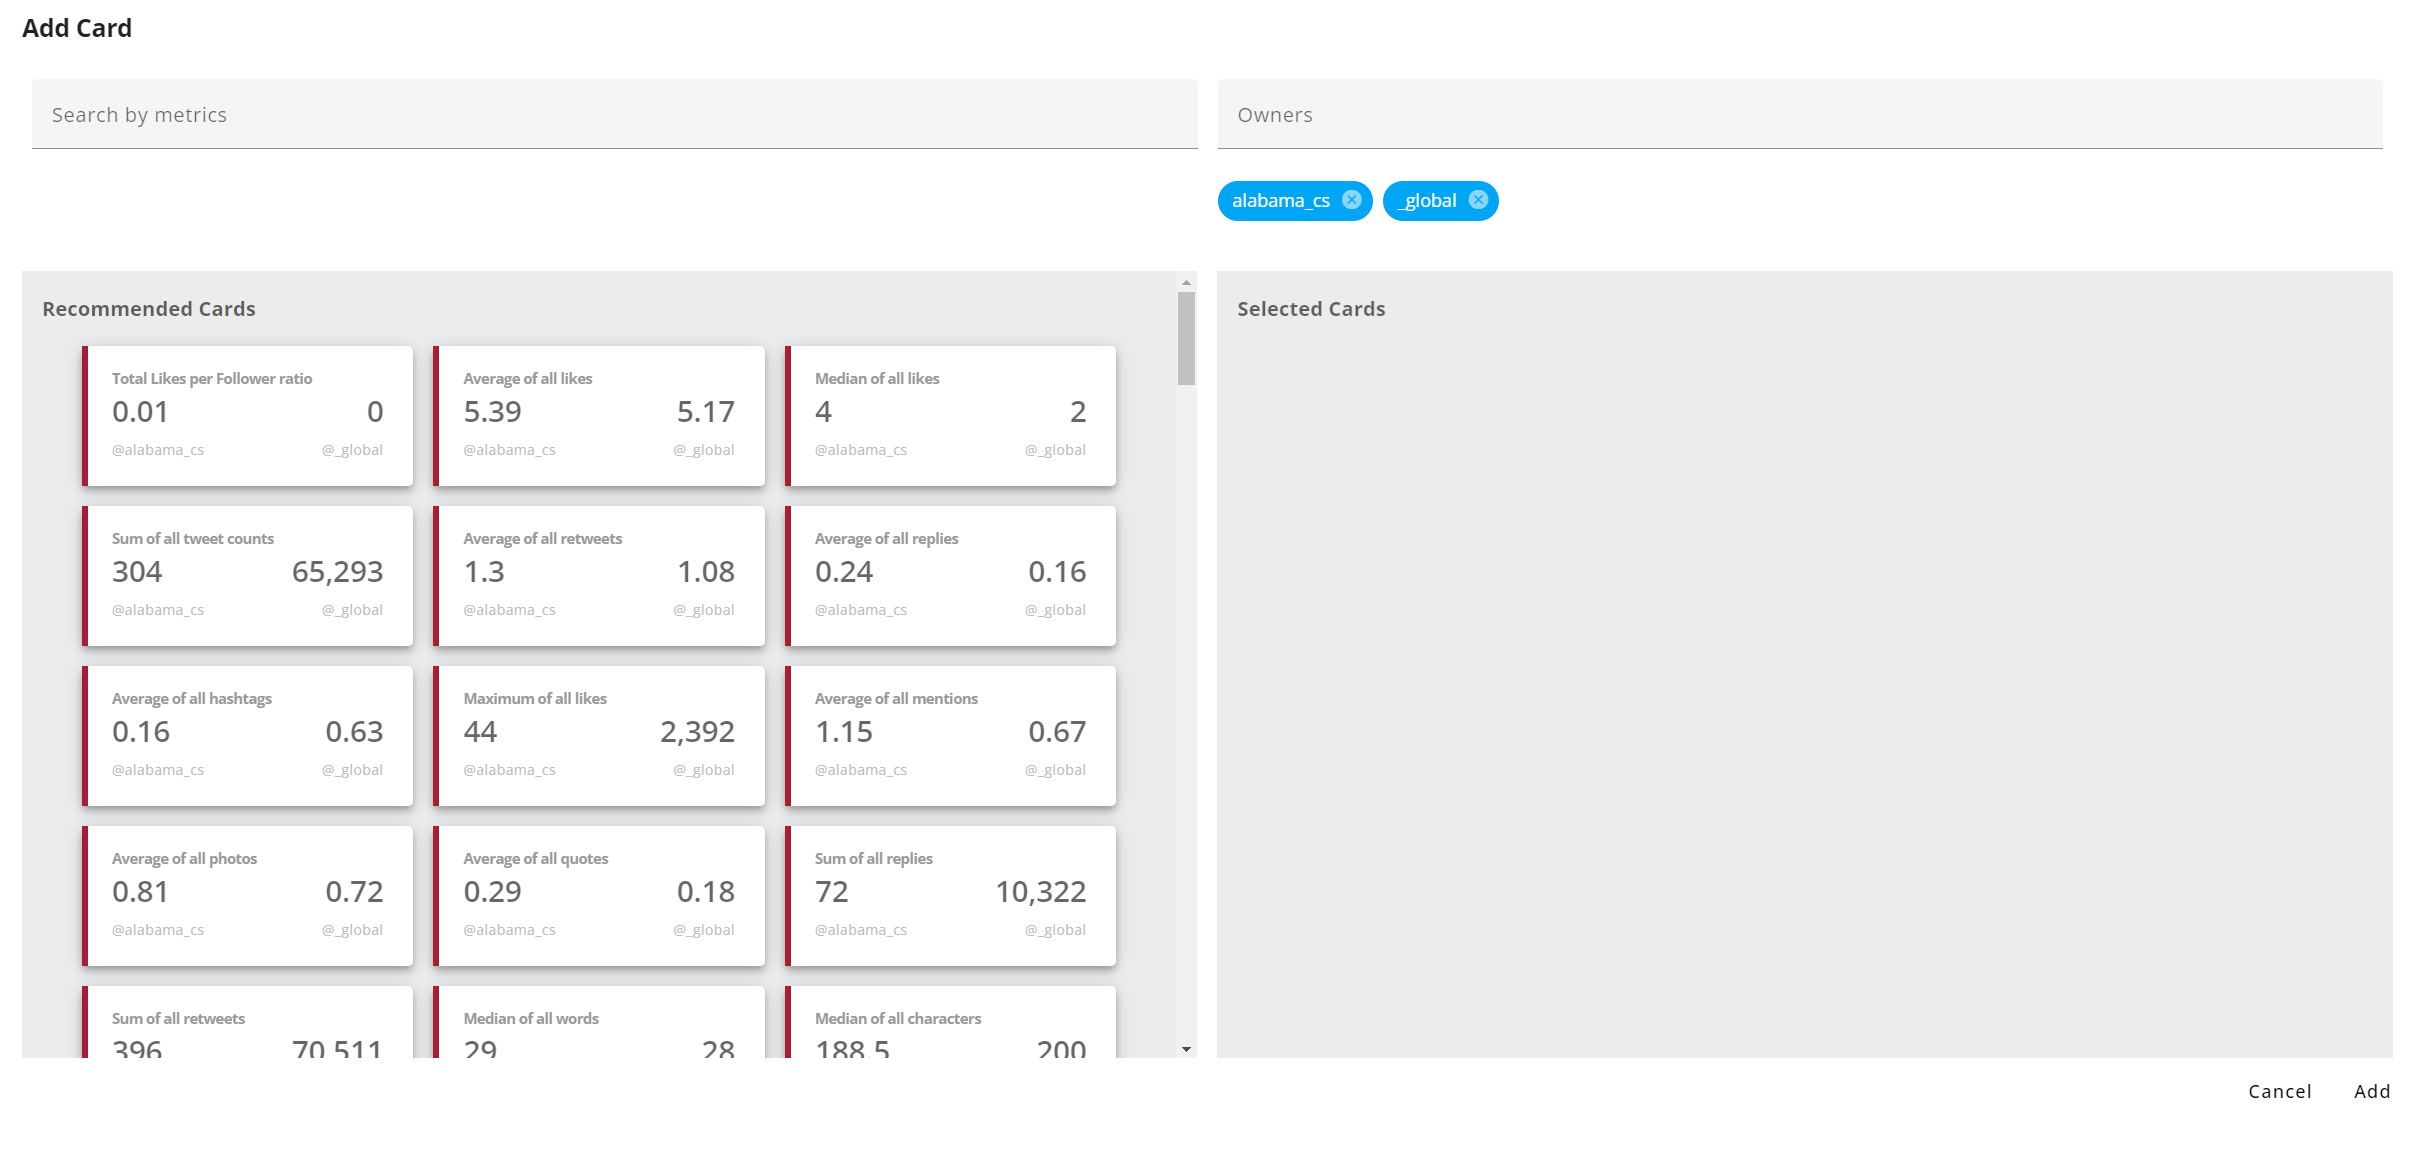 Add Card
Search by metrics
Owners
alabama_cs
_global
Recommended Cards
Selected Cards
Total Likes per Follower ratio
0.01 0
@alabama_cs @_global
Average of all likes
5.39 5.17
@alabama_cs @_global
Median of all likes
4 2
@alabama_cs @_global
Sum of all tweet counts
304 65,293
@alabama_cs @_global
Average of all retweets
1.3 1.08
@alabama_cs @_global
Average of all replies
0.24 0.16
@alabama_cs @_global
Average of all hashtags
0.16 0.63
@alabama_cs @_global
Maximum of all likes
44 2,392
@alabama_cs @_global
Average of all mentions
1.15 0.67
@alabama_cs @_global
Average of all photos
0.81 0.72
@alabama_cs @_global
Average of all quotes
0.29 0.18
@alabama_cs @_global
Sum of all replies
72 10,322
@alabama_cs @_global
Sum of all retweets
396 70,511
Median of all words
29 28
Median of all characters
188.5 200
Cancel
Add